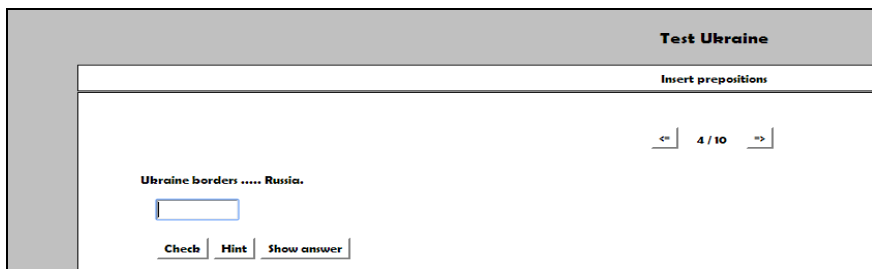 Test Ukraine
Insert prepositions
<= 4 / 10 =>
Ukraine borders ..... Russia.
Check Hint Show answer